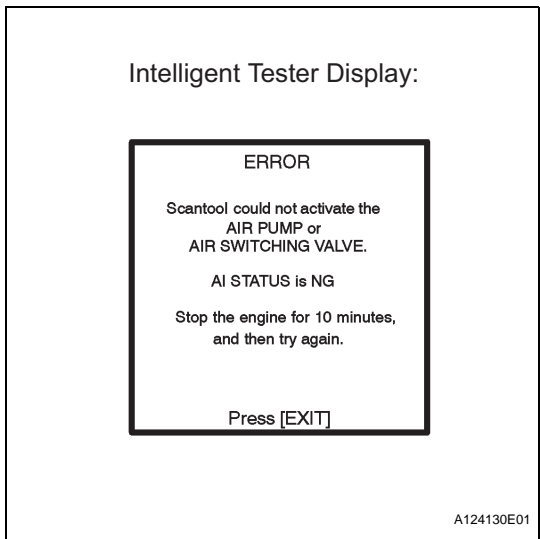 Intelligent Tester Display:
ERROR
Scantool could not activate the
AIR PUMP or
AIR SWITCHING VALVE.
AI STATUS is NG
Stop the engine for 10 minutes,
and then try again.
Press [EXIT]
A124130E01